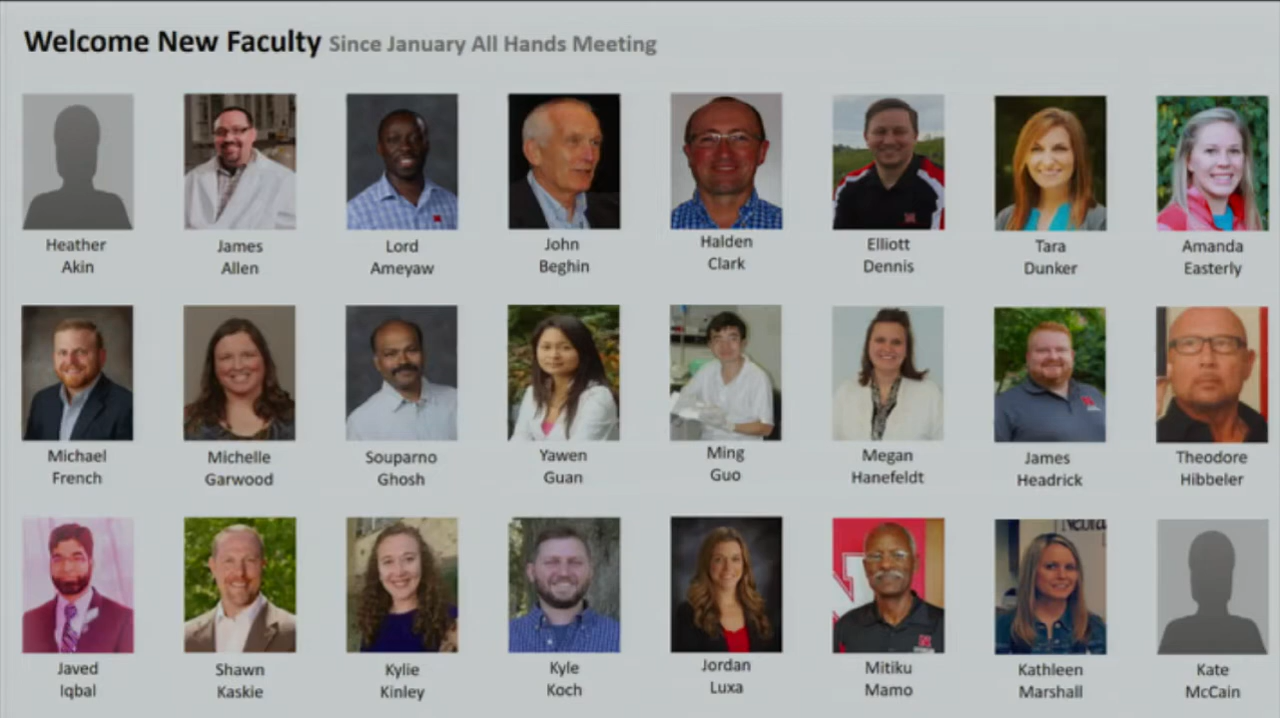 Welcome New Faculty Since January All Hands Meeting
Heather
Akin
James
Allen
Lord
Ameyaw
John
Beghin
Halden
Clark
Elliott
Dennis
Tara
Dunker
Amanda
Easterly
Michael
French
Michelle
Garwood
Souparno
Ghosh
Yawen
Guan
Ming
Guo
Megan
Hanefeldt
James
Headrick
Theodore
Hibbeler
Javed
Iqbal
Shawn
Kaskie
Kylie
Kinley
Kyle
Koch
Jordan
Luxa
Mitiku
Mamo
Kathleen
Marshall
Kate
McCain